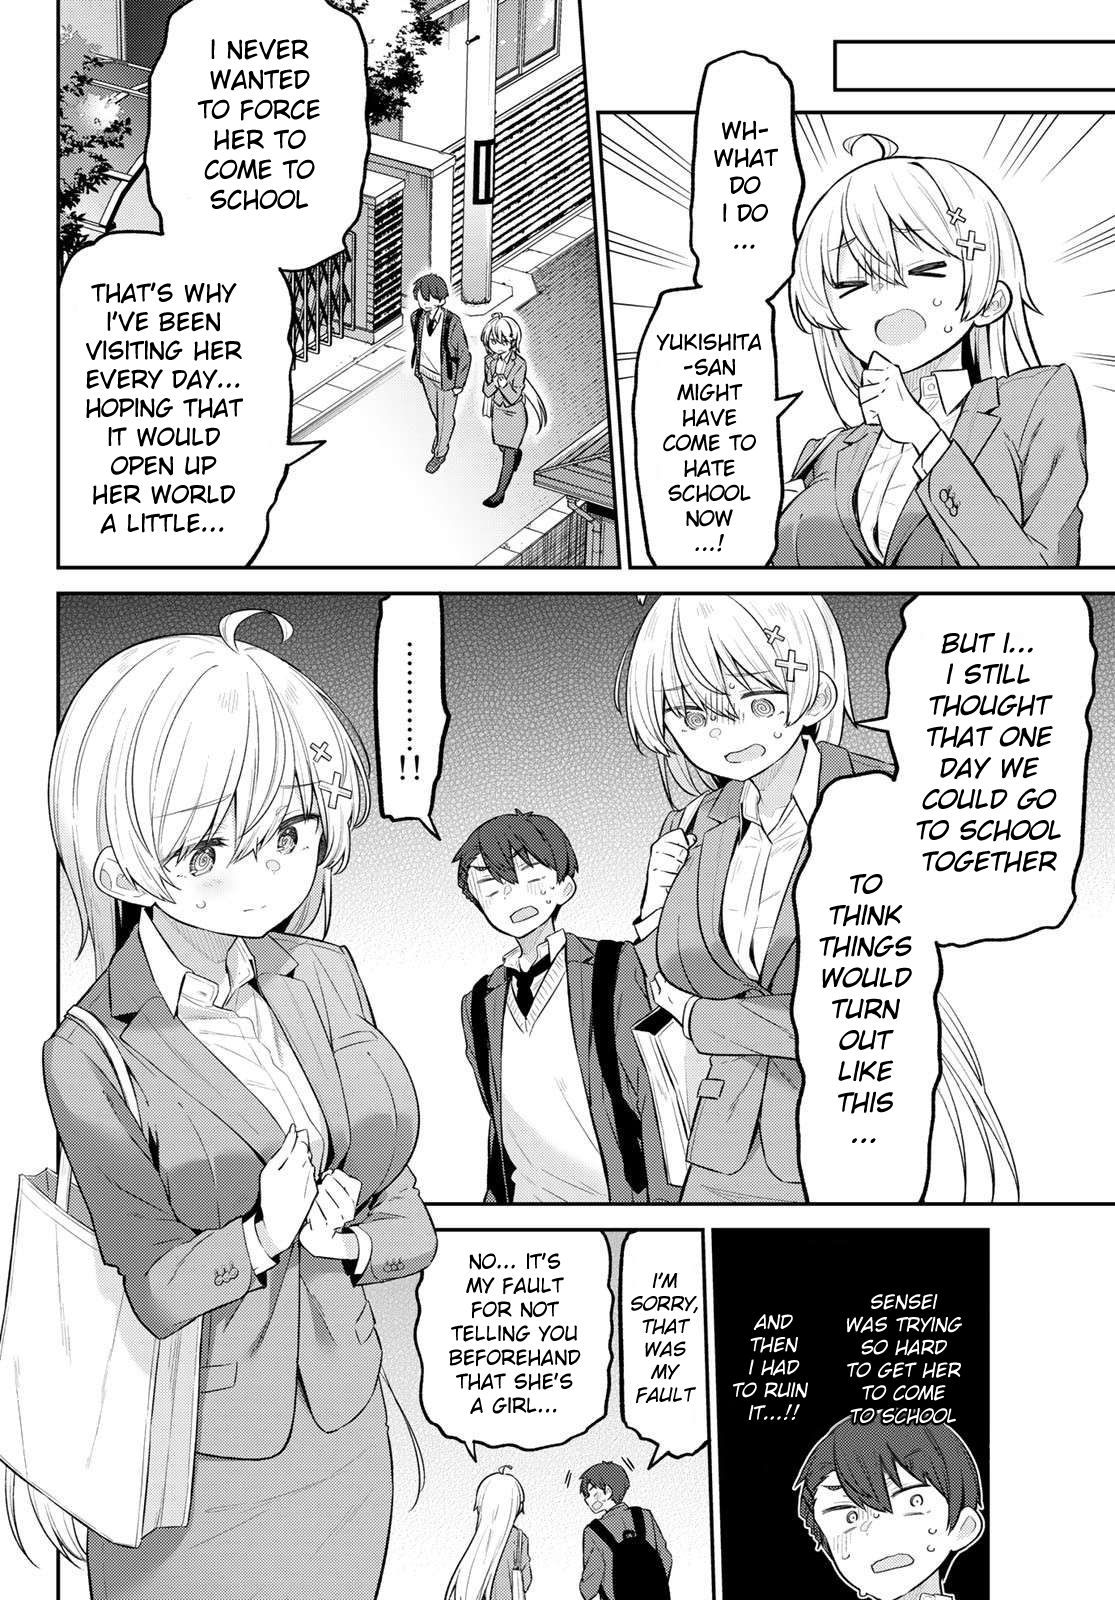 WH-
WHAT
DO
I DO
...
YUKISHITA
-SAN
MIGHT
HAVE
COME TO
HATE
SCHOOL
NOW
...!
I NEVER
WANTED
TO FORCE
HER TO
COME TO
SCHOOL
THAT'S WHY
I'VE BEEN
VISITING HER
EVERY DAY...
HOPING THAT
IT WOULD
OPEN UP
HER WORLD
A LITTLE...
BUT I...
I STILL
THOUGHT
THAT ONE
DAY WE
COULD GO
TO SCHOOL
TOGETHER
TO
THINK
THINGS
WOULD
TURN
OUT
LIKE
THIS
...
.........!!
SENSEI
WAS TRYING
SO HARD
TO GET HER
TO COME
TO SCHOOL
AND
THEN
I HAD
TO RUIN
IT...!!
I'M
SORRY,
THAT
WAS
MY
FAULT
NO... IT'S
MY FAULT
FOR NOT
TELLING YOU
BEFOREHAND
THAT SHE'S
A GIRL...